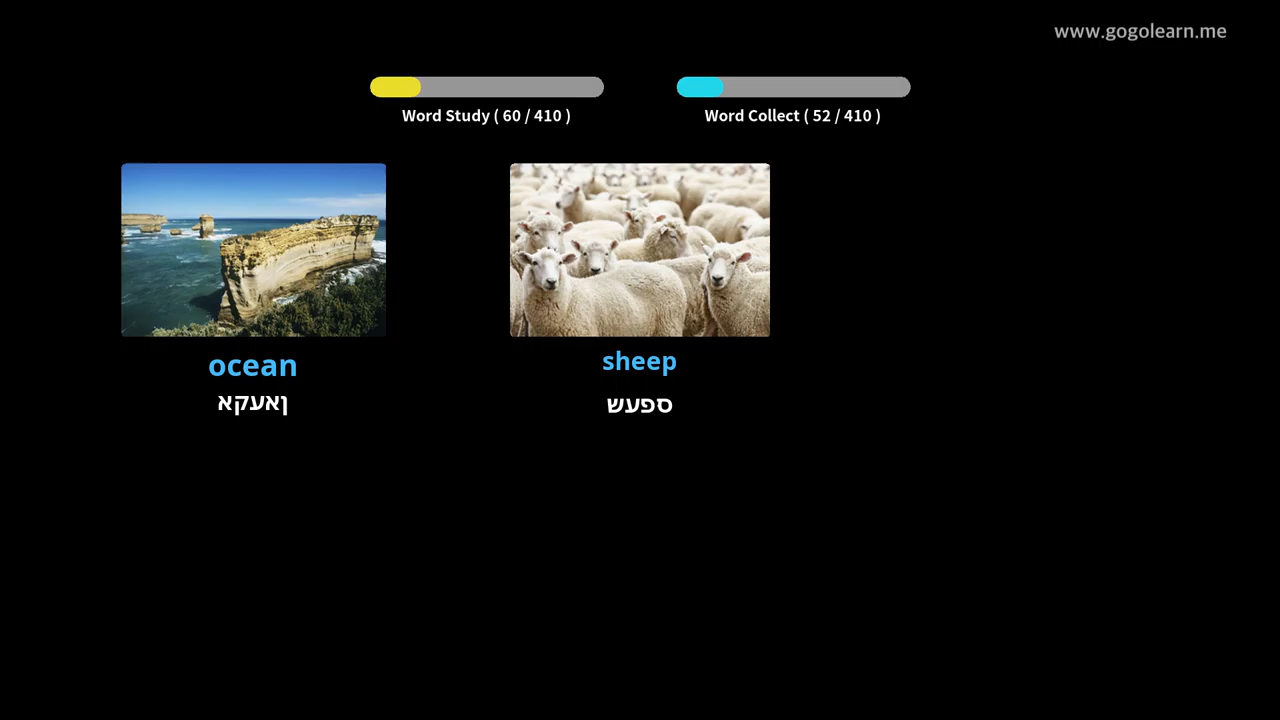 www.gogolearn.me
Word Study ( 60 / 410 )
Word Collect ( 52 / 410 )
ocean
ןאעקא
sheep
ספעש